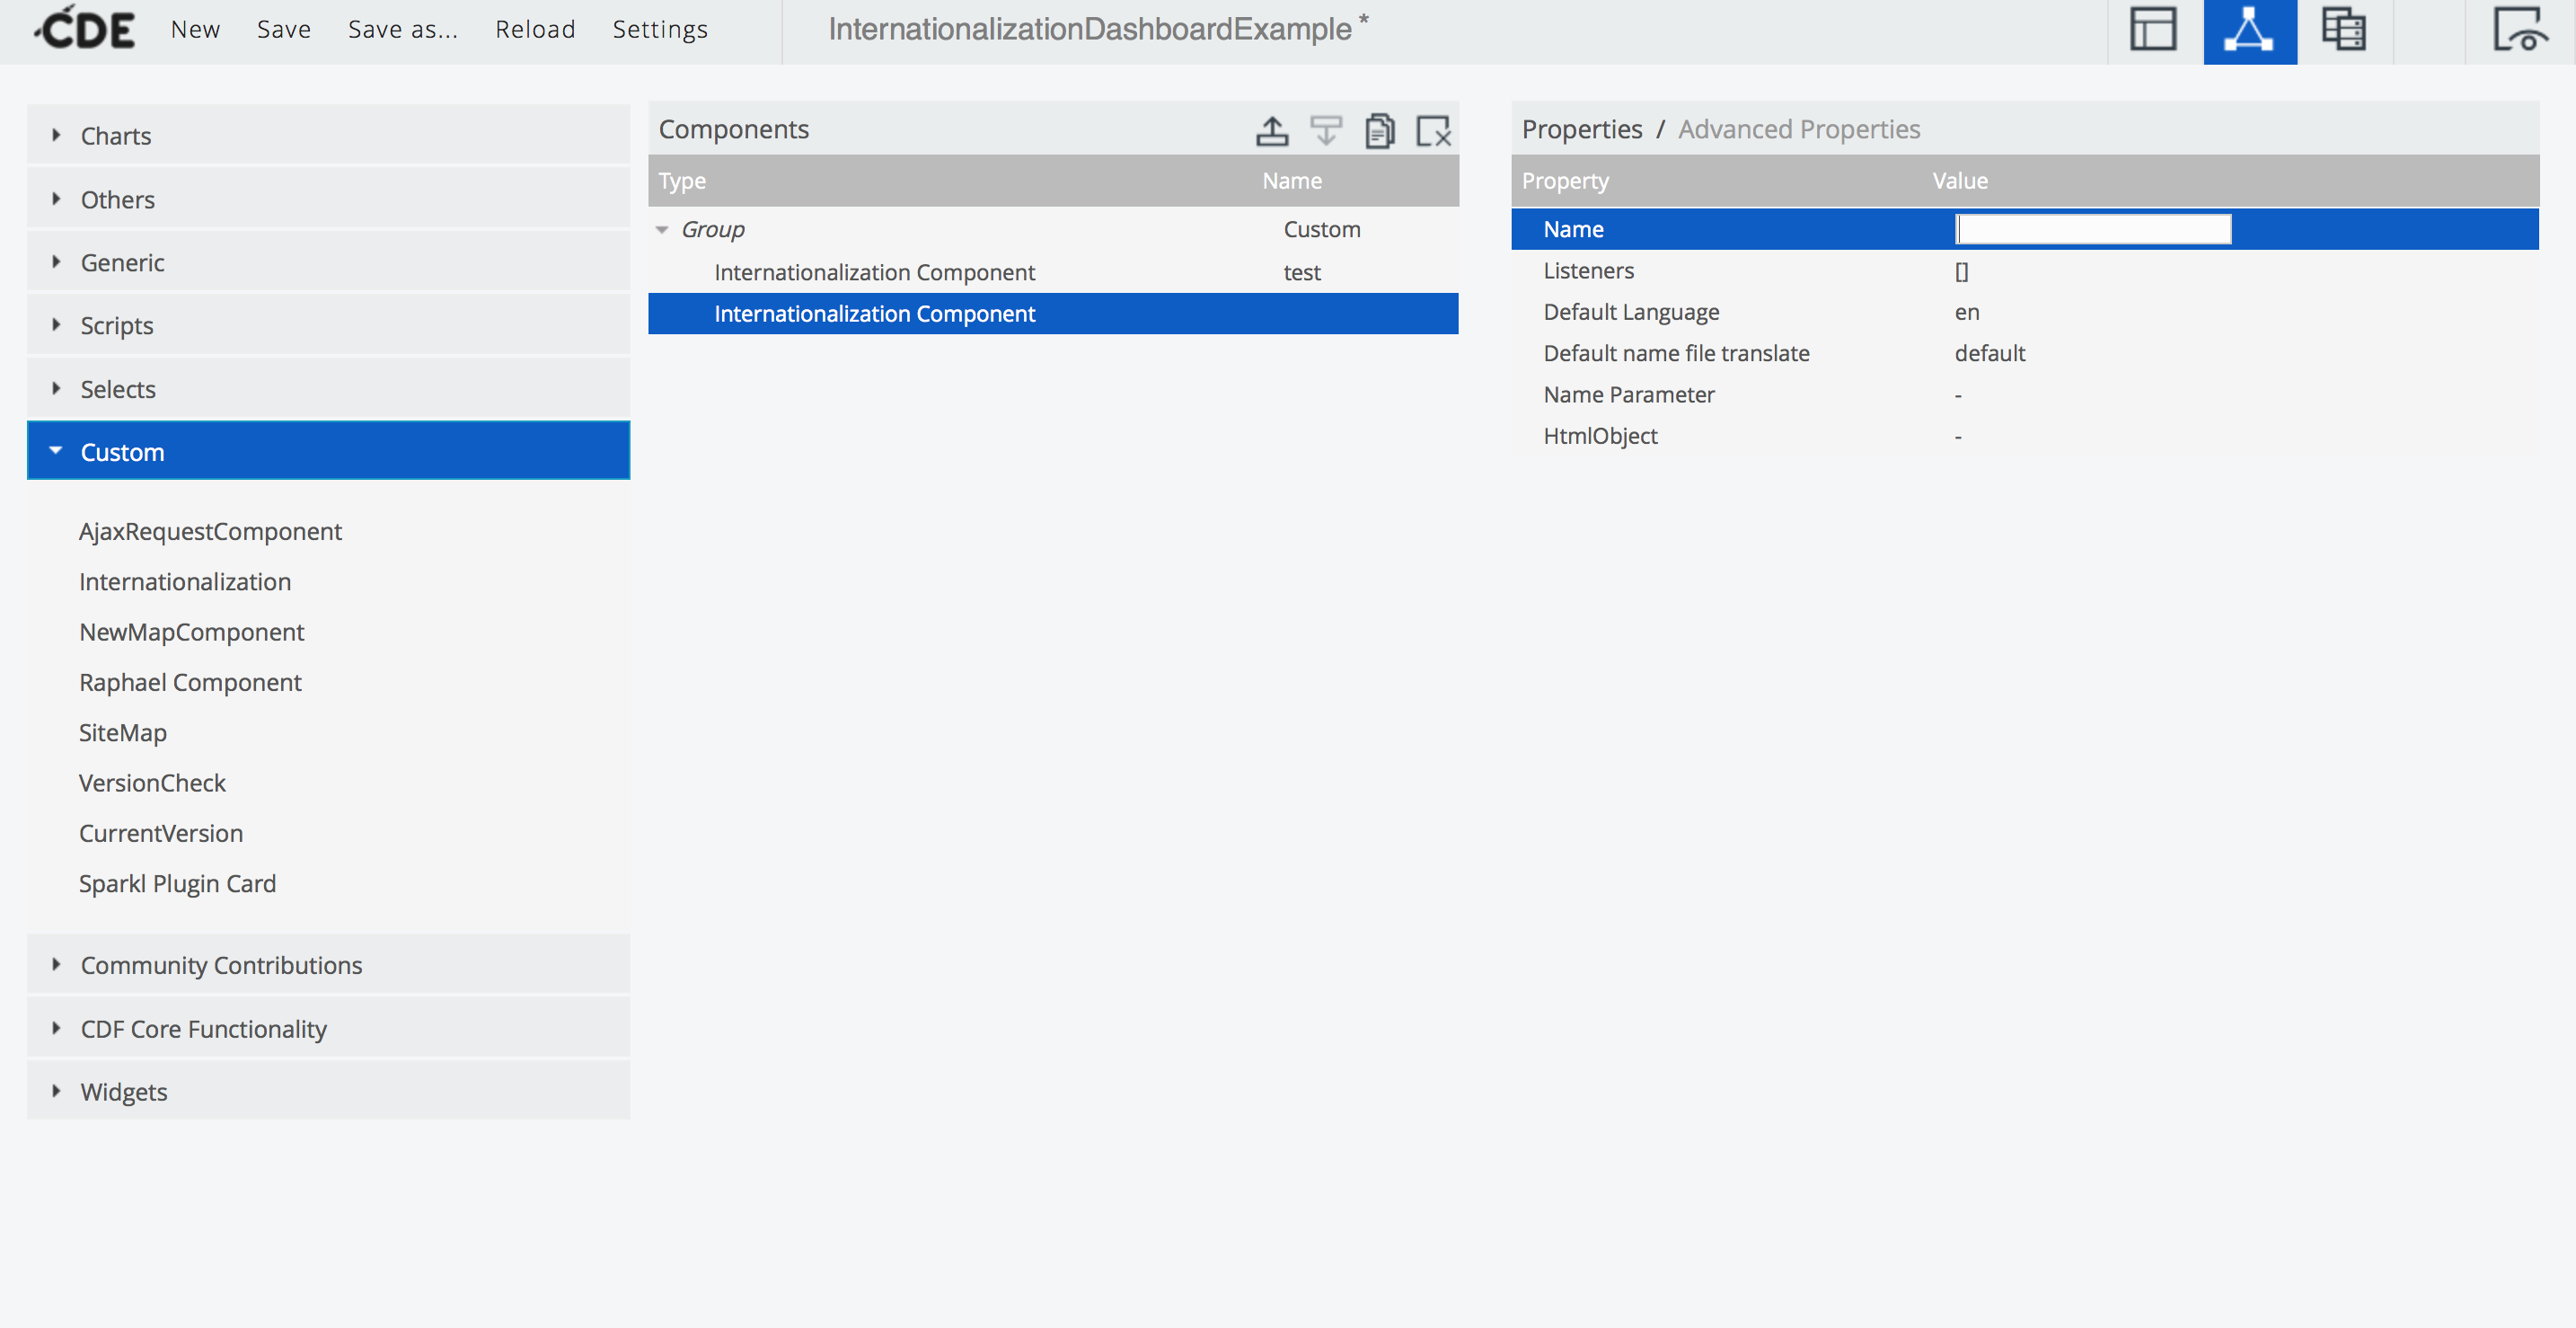 CDE New Save Save as... Reload Settings InternationalizationDashboardExample *
Charts
Others
Generic
Scripts
Selects
Custom
AjaxRequestComponent
Internationalization
NewMapComponent
Raphael Component
SiteMap
VersionCheck
CurrentVersion
Sparkl Plugin Card
Community Contributions
CDF Core Functionality
Widgets
Components
Type Name
Group Custom
Internationalization Component test
Internationalization Component
Properties / Advanced Properties
Property Value
Name
Listeners []
Default Language en
Default name file translate default
Name Parameter -
HtmlObject -